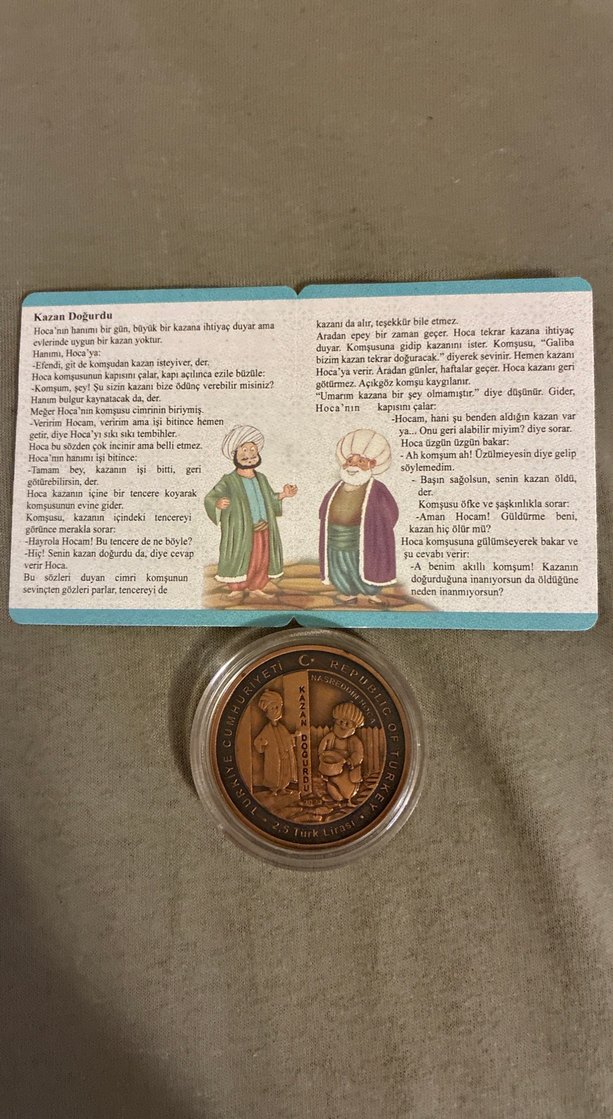 Kazan Doğurdu
Hoca'nın hanımı bir gün, büyük bir kazana ihtiyaç duyar ama
evlerinde uygun bir kazan yoktur.
Hanımı, Hoca'ya:
-Efendi, git de komşudan kazan isteyiver, der.
Hoca komşusunun kapısını çalar, kapı açılınca ezile büzüle:
-Komşum, şey! Şu sizin kazanı bize ödünç verebilir misiniz?
Hanım bulgur kaynatacak da, der.
Meğer Hoca'nın komşusu cimrinin biriymiş.
-Veririm Hocam, veririm ama işi bitince hemen
getir, diye Hoca'yı sıkı sıkı tembihler.
Hoca bu sözden çok incinir ama belli etmez.
Hoca'nın hanımı işi bitince:
-Tamam bey, kazanın işi bitti, geri
götürebilirsin, der.
Hoca kazanın içine bir tencere koyarak
komşusunun evine gider.
Komşusu, kazanın içindeki tencereyi
görünce merakla sorar:
-Hayrola Hocam! Bu tencere de ne böyle?
-Hiç! Senin kazan doğurdu da, diye cevap
verir Hoca.
Bu sözleri duyan cimri komşunun
sevinçten gözleri parlar, tencereyi de
kazanı da alır, teşekkür bile etmez.
Aradan epey bir zaman geçer. Hoca tekrar kazana ihtiyaç
duyar. Komşusuna gidip kazanını ister. Komşusu, "Galiba
bizim kazan tekrar doğuracak." diyerek sevinir. Hemen kazanı
Hoca'ya verir. Aradan günler, haftalar geçer. Hoca kazanı geri
götürmez. Açıkgöz komşu kaygılanır.
"Umarım kazana bir şey olmamıştır." diye düşünür. Gider,
Hoca'nın kapısını çalar:
-Hocam, hani şu benden aldığın kazan var
ya... Onu geri alabilir miyim? diye sorar.
Hoca üzgün üzgün bakar:
- Ah komşum ah! Üzülmeyesin diye gelip
söylemedim.
- Başın sağolsun, senin kazan öldü,
der.
Komşusu öfke ve şaşkınlıkla sorar:
-Aman Hocam! Güldürme beni,
kazan hiç ölür mü?
Hoca komşusuna gülümseyerek bakar ve
şu cevabı verir:
-A benim akıllı komşum! Kazanın
doğurduğuna inanıyorsun da öldüğüne
neden inanmıyorsun?
TÜRKİYE CUMHURİYETİ REPUBLIC OF TURKEY
NASREDDİN HOCA
KAZAN DOĞURDU
2,5 Türk Lirası